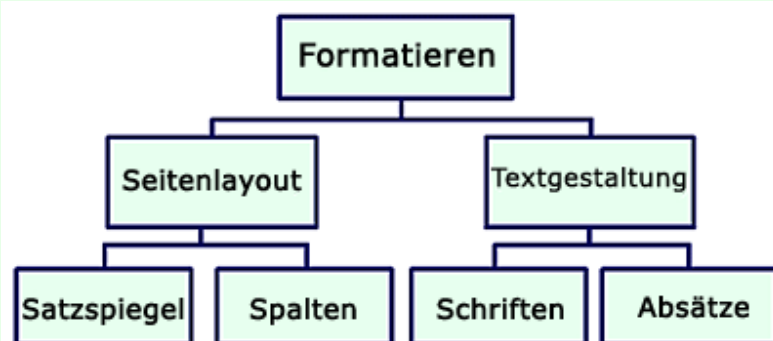 Formatieren
Seitenlayout
Textgestaltung
Satzspiegel
Spalten
Schriften
Absätze